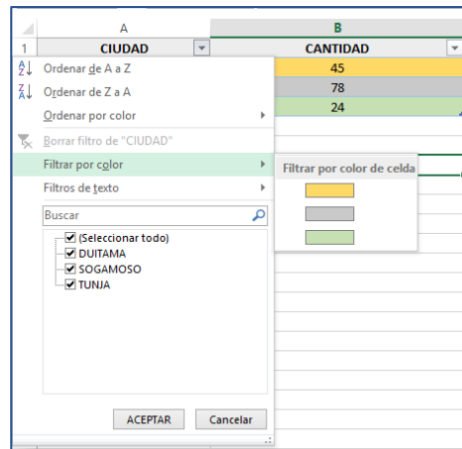 A B
1 CIUDAD CANTIDAD
Ordenar de A a Z 45
Ordenar de Z a A 78
Ordenar por color 24
Borrar filtro de "CIUDAD"
Filtrar por color Filtrar por color de celda
Filtros de texto
Buscar
(Seleccionar todo)
DUITAMA
SOGAMOSO
TUNJA
ACEPTAR Cancelar